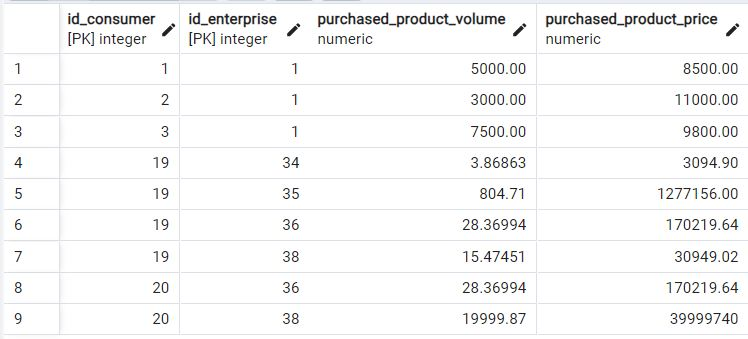 id_consumer id_enterprise purchased_product_volume purchased_product_price
[PK] integer [PK] integer numeric numeric
1 1 1 5000.00 8500.00
2 2 1 3000.00 11000.00
3 3 1 7500.00 9800.00
4 19 34 3.86863 3094.90
5 19 35 804.71 1277156.00
6 19 36 28.36994 170219.64
7 19 38 15.47451 30949.02
8 20 36 28.36994 170219.64
9 20 38 19999.87 39999740